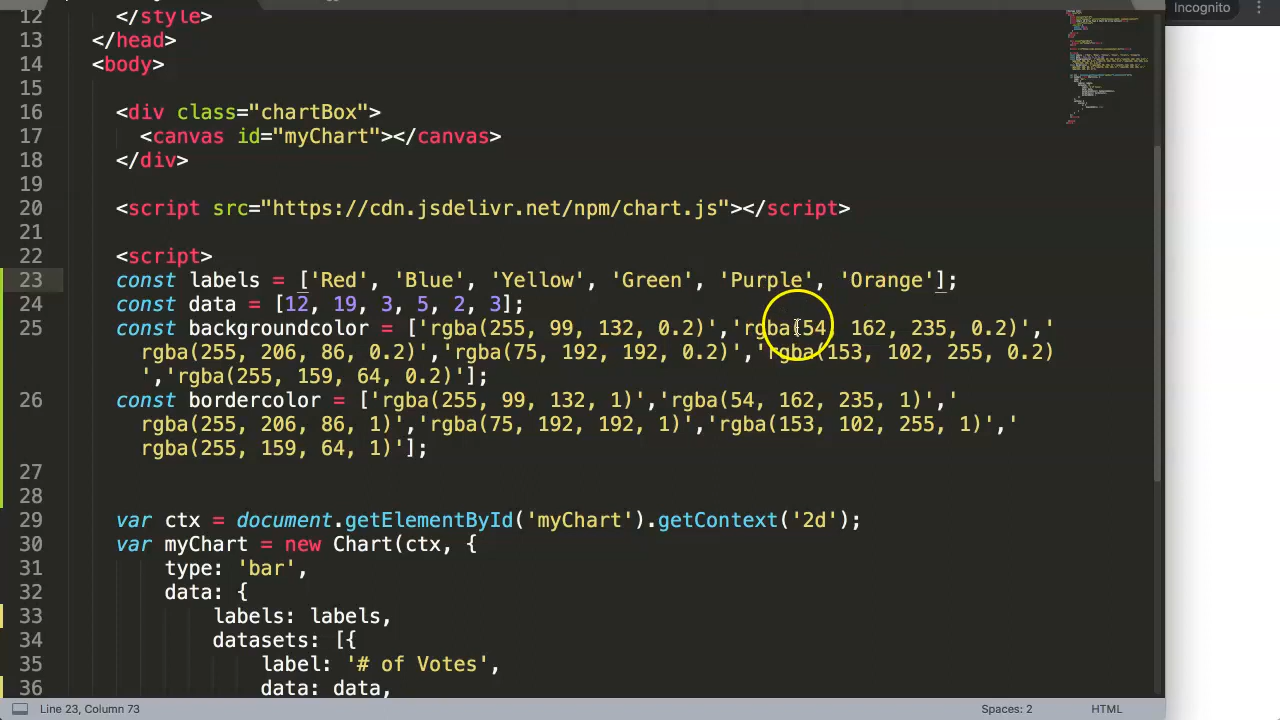 Incognito
12 </style>
13 </head>
14 <body>
15
16 <div class="chartBox">
17 <canvas id="myChart"></canvas>
18 </div>
19
20 <script src="https://cdn.jsdelivr.net/npm/chart.js"></script>
21
22 <script>
23 const labels = ['Red', 'Blue', 'Yellow', 'Green', 'Purple', 'Orange'];
24 const data = [12, 19, 3, 5, 2, 3];
25 const backgroundcolor = ['rgba(255, 99, 132, 0.2)','rgba(54, 162, 235, 0.2)','
rgba(255, 206, 86, 0.2)','rgba(75, 192, 192, 0.2)','rgba(153, 102, 255, 0.2)
','rgba(255, 159, 64, 0.2)'];
26 const bordercolor = ['rgba(255, 99, 132, 1)','rgba(54, 162, 235, 1)','
rgba(255, 206, 86, 1)','rgba(75, 192, 192, 1)','rgba(153, 102, 255, 1)','
rgba(255, 159, 64, 1)'];
27
28
29 var ctx = document.getElementById('myChart').getContext('2d');
30 var myChart = new Chart(ctx, {
31 type: 'bar',
32 data: {
33 labels: labels,
34 datasets: [{
35 label: '# of Votes',
36 data: data,
Line 23, Column 73
Spaces: 2
HTML